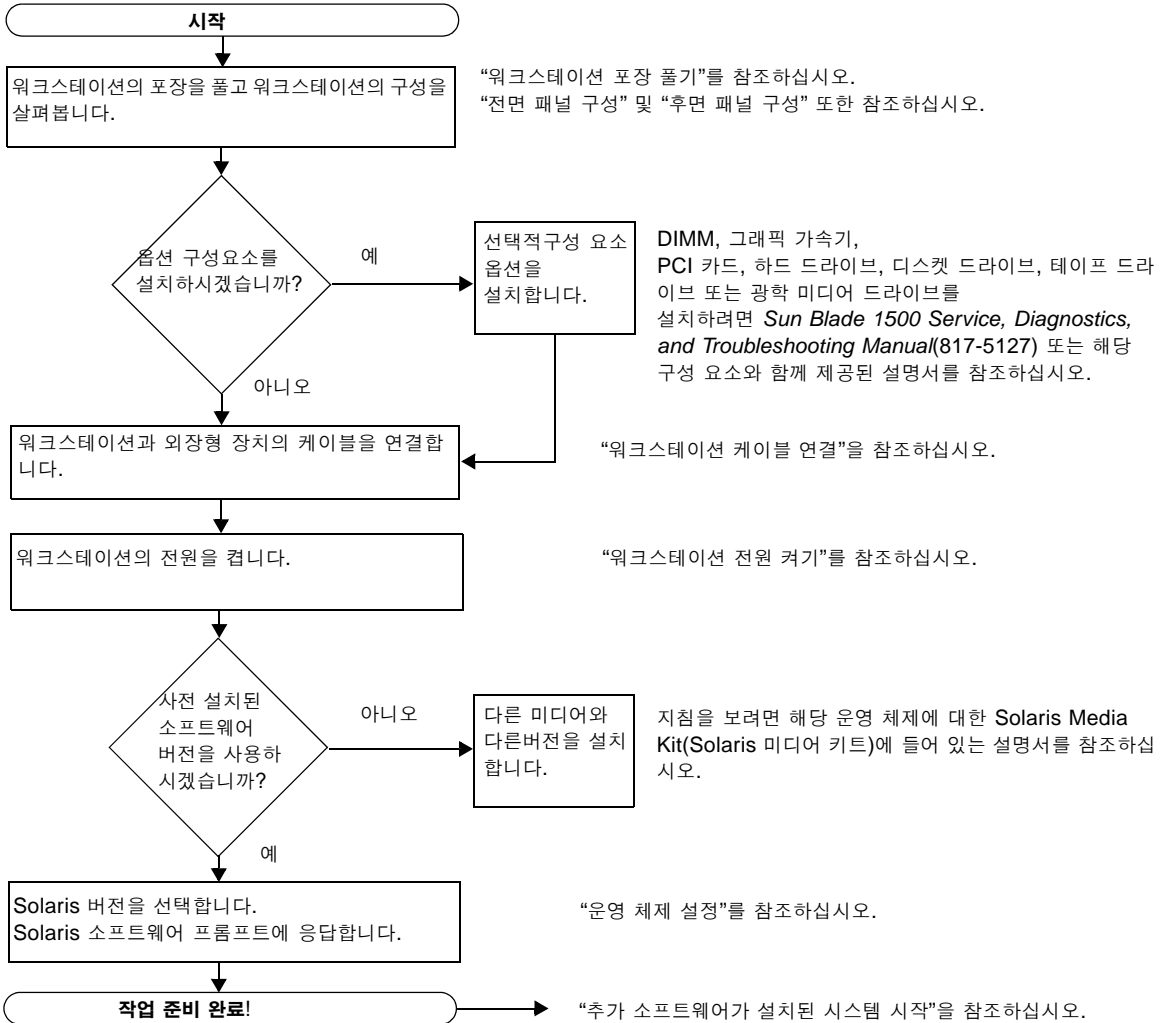 시작
워크스테이션의 포장을 풀고 워크스테이션의 구성을
살펴봅니다.
“워크스테이션 포장 풀기”를 참조하십시오.
“전면 패널 구성” 및 “후면 패널 구성” 또한 참조하십시오.
옵션 구성요소를
설치하시겠습니까?
예
선택적구성 요소
옵션을
설치합니다.
DIMM, 그래픽 가속기,
PCI 카드, 하드 드라이브, 디스켓 드라이브, 테이프 드라
이브 또는 광학 미디어 드라이브를
설치하려면 Sun Blade 1500 Service, Diagnostics,
and Troubleshooting Manual(817-5127) 또는 해당
구성 요소와 함께 제공된 설명서를 참조하십시오.
아니오
워크스테이션과 외장형 장치의 케이블을 연결합
니다.
“워크스테이션 케이블 연결”을 참조하십시오.
워크스테이션의 전원을 켭니다.
“워크스테이션 전원 켜기”를 참조하십시오.
사전 설치된
소프트웨어
버전을 사용하
시겠습니까?
아니오
다른 미디어와
다른버전을 설치
합니다.
지침을 보려면 해당 운영 체제에 대한 Solaris Media
Kit(Solaris 미디어 키트)에 들어 있는 설명서를 참조하십
시오.
예
Solaris 버전을 선택합니다.
Solaris 소프트웨어 프롬프트에 응답합니다.
“운영 체제 설정”를 참조하십시오.
작업 준비 완료!
“추가 소프트웨어가 설치된 시스템 시작”을 참조하십시오.